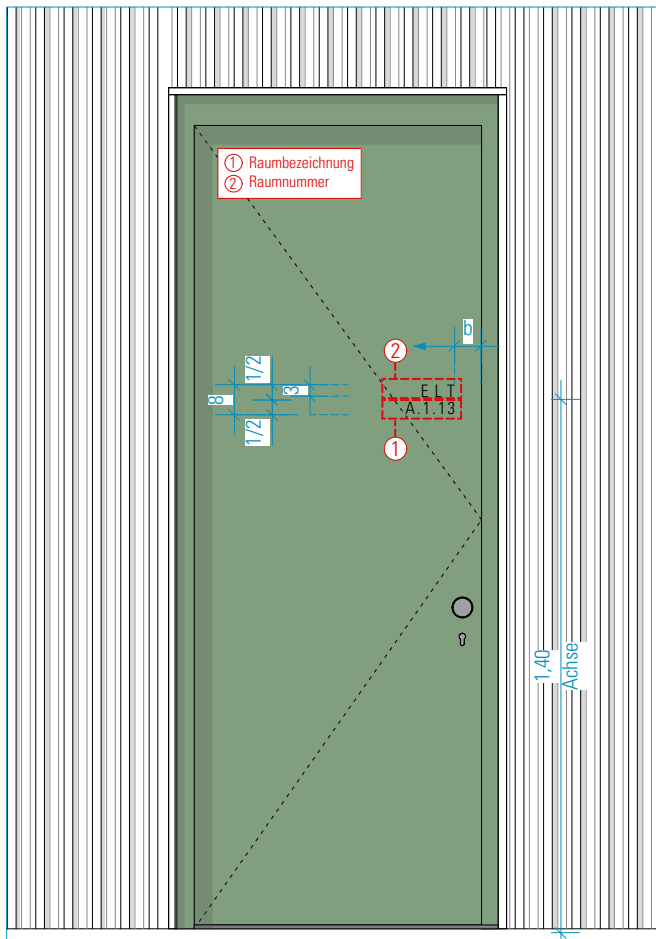 ① Raumbezeichnung
② Raumnummer
b
②
1/2
3
8
1/2
ELT
A.1.13
①
1,40
Achse